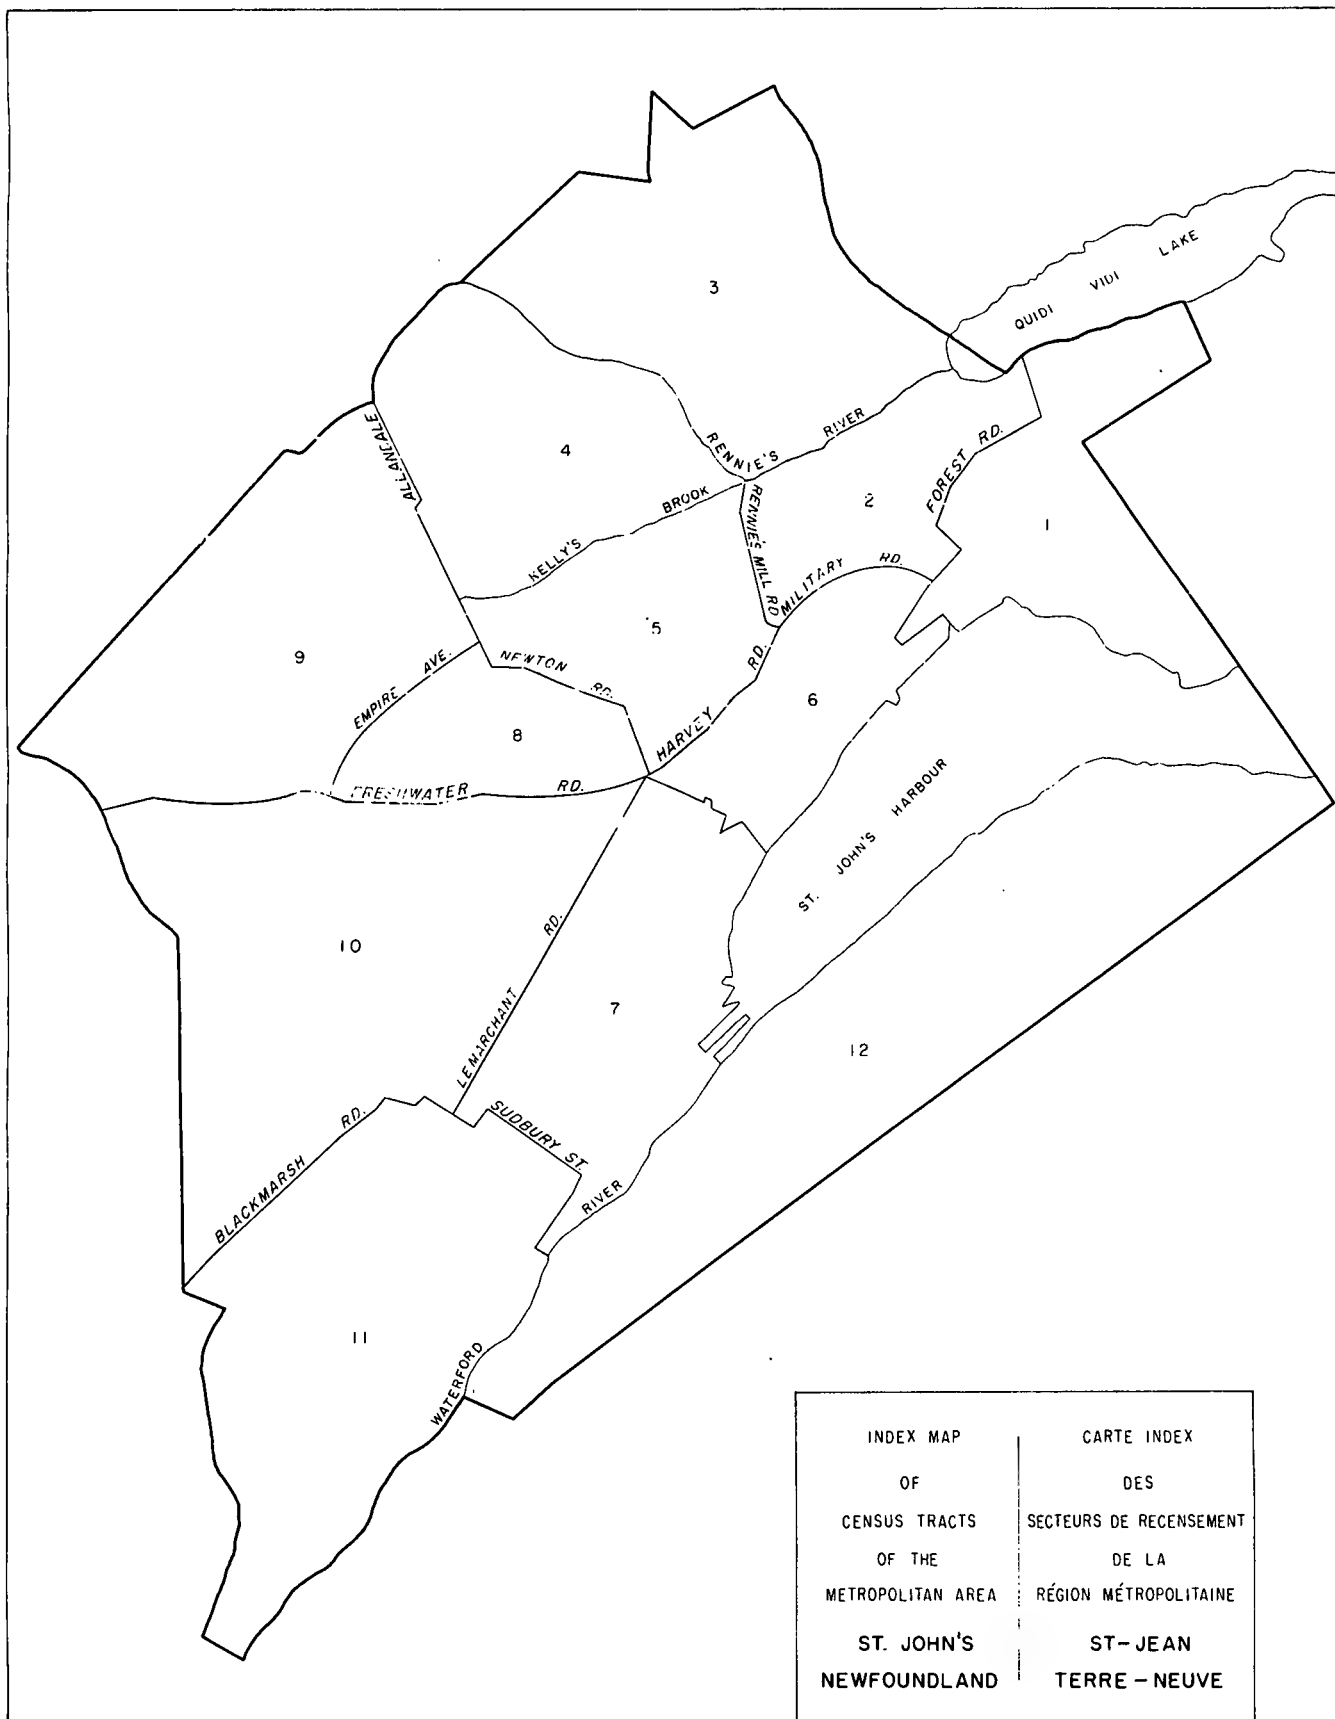 3
QUIDI VIDI LAKE
ALLANDALE
4
RENNIE'S RIVER
KELLY'S BROOK
RENNIE'S MILL RD
2
FOREST RD.
1
MILITARY RD.
5
9
EMPIRE AVE.
NEWTON RD.
HARVEY RD.
6
8
FRESHWATER RD.
ST. JOHN'S HARBOUR
10
LEMARCHANT RD.
7
12
BLACKMARSH RD.
SUDBURY ST.
WATERFORD RIVER
11
INDEX MAP
OF
CENSUS TRACTS
OF THE
METROPOLITAN AREA
ST. JOHN'S
NEWFOUNDLAND
CARTE INDEX
DES
SECTEURS DE RECENSEMENT
DE LA
RÉGION MÉTROPOLITAINE
ST-JEAN
TERRE-NEUVE